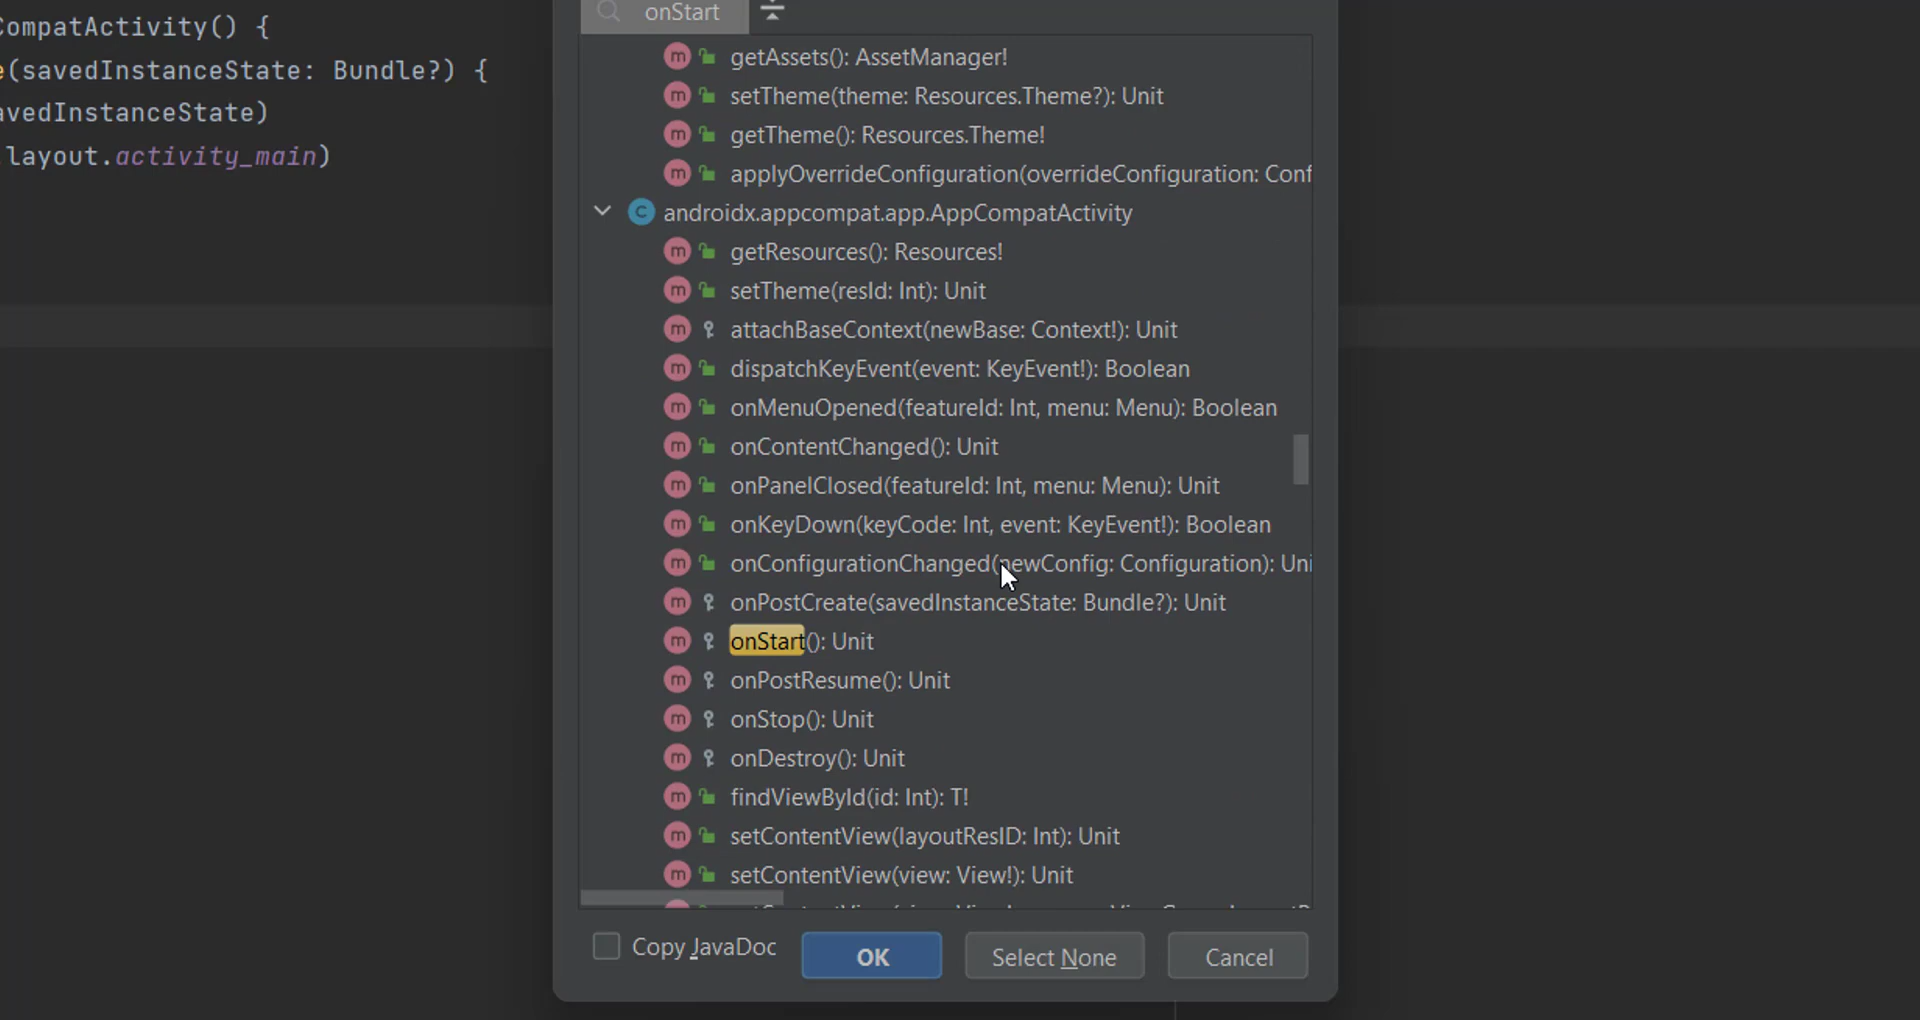 CompatActivity() {
e(savedInstanceState: Bundle?) {
avedInstanceState)
.layout.activity_main)
onStart
m getAssets(): AssetManager!
m setTheme(theme: Resources.Theme?): Unit
m getTheme(): Resources.Theme!
m applyOverrideConfiguration(overrideConfiguration: Conf
C androidx.appcompat.app.AppCompatActivity
m getResources(): Resources!
m setTheme(resId: Int): Unit
m attachBaseContext(newBase: Context!): Unit
m dispatchKeyEvent(event: KeyEvent!): Boolean
m onMenuOpened(featureId: Int, menu: Menu): Boolean
m onContentChanged(): Unit
m onPanelClosed(featureId: Int, menu: Menu): Unit
m onKeyDown(keyCode: Int, event: KeyEvent!): Boolean
m onConfigurationChanged(newConfig: Configuration): Uni
m onPostCreate(savedInstanceState: Bundle?): Unit
m onStart(): Unit
m onPostResume(): Unit
m onStop(): Unit
m onDestroy(): Unit
m findViewById(id: Int): T!
m setContentView(layoutResID: Int): Unit
m setContentView(view: View!): Unit
Copy JavaDoc
OK
Select None
Cancel